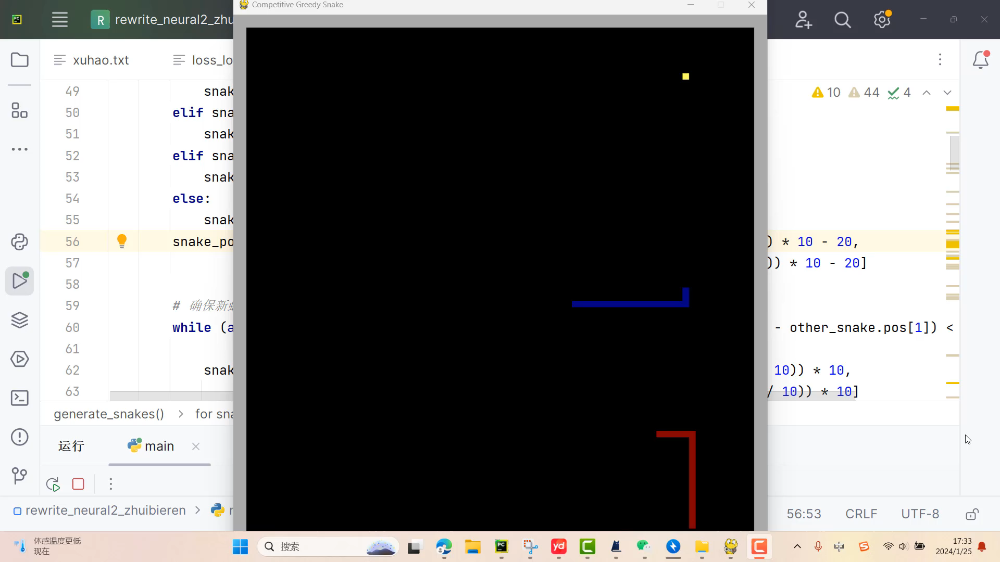 Competitive Greedy Snake
PC
R rewrite_neural2_zhu
xuhao.txt
loss_lo
10 44 4
49 snak
50 elif sna
51 snak
52 elif sna
53 snak
54 else:
55 snak
56 snake_po ) * 10 - 20,
57 )) * 10 - 20]
58
59 # 确保新
60 while (a - other_snake.pos[1]) <
61
62 snak 10)) * 10,
63 / 10)) * 10]
generate_snakes() > for sna
运行 main
rewrite_neural2_zhuibieren >
56:53 CRLF UTF-8
体感温度更低
现在
搜索
PC
yd
中
17:33
2024/1/25